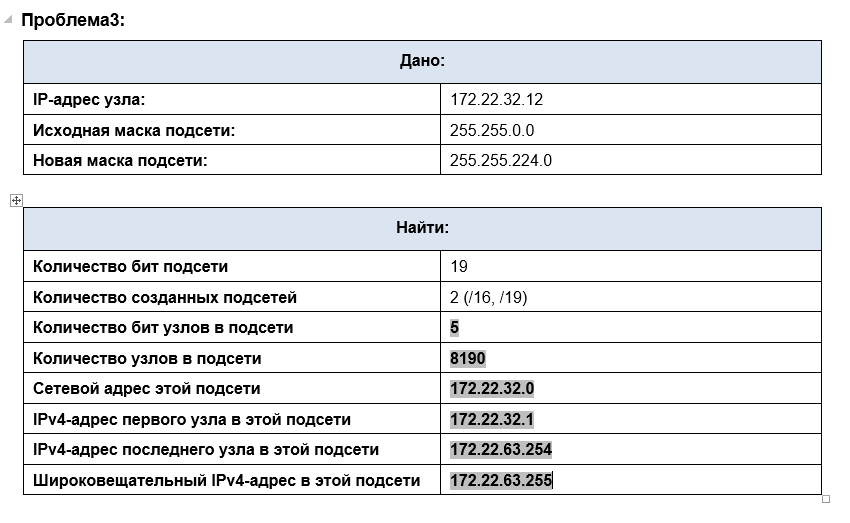 Проблема3:
Дано:
IP-адрес узла: 172.22.32.12
Исходная маска подсети: 255.255.0.0
Новая маска подсети: 255.255.224.0
Найти:
Количество бит подсети 19
Количество созданных подсетей 2 (/16, /19)
Количество бит узлов в подсети 5
Количество узлов в подсети 8190
Сетевой адрес этой подсети 172.22.32.0
IPv4-адрес первого узла в этой подсети 172.22.32.1
IPv4-адрес последнего узла в этой подсети 172.22.63.254
Широковещательный IPv4-адрес в этой подсети 172.22.63.255